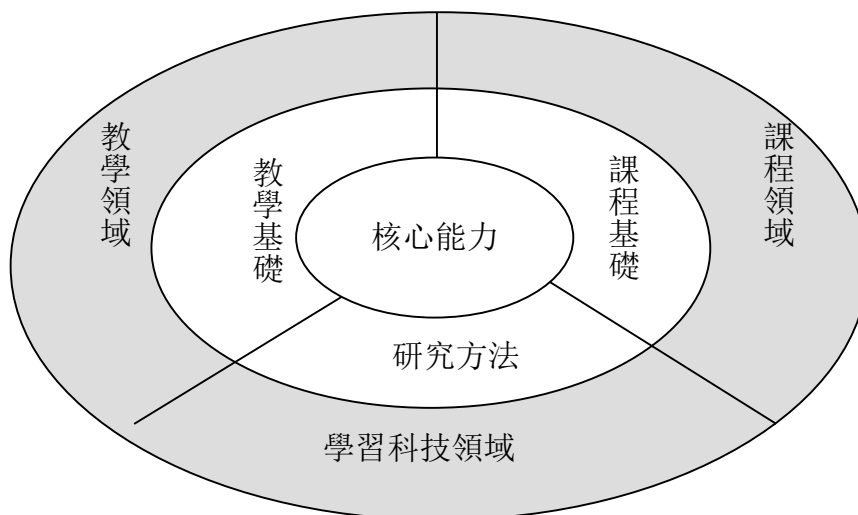 教學領域
教學基礎
核心能力
課程基礎
課程領域
研究方法
學習科技領域